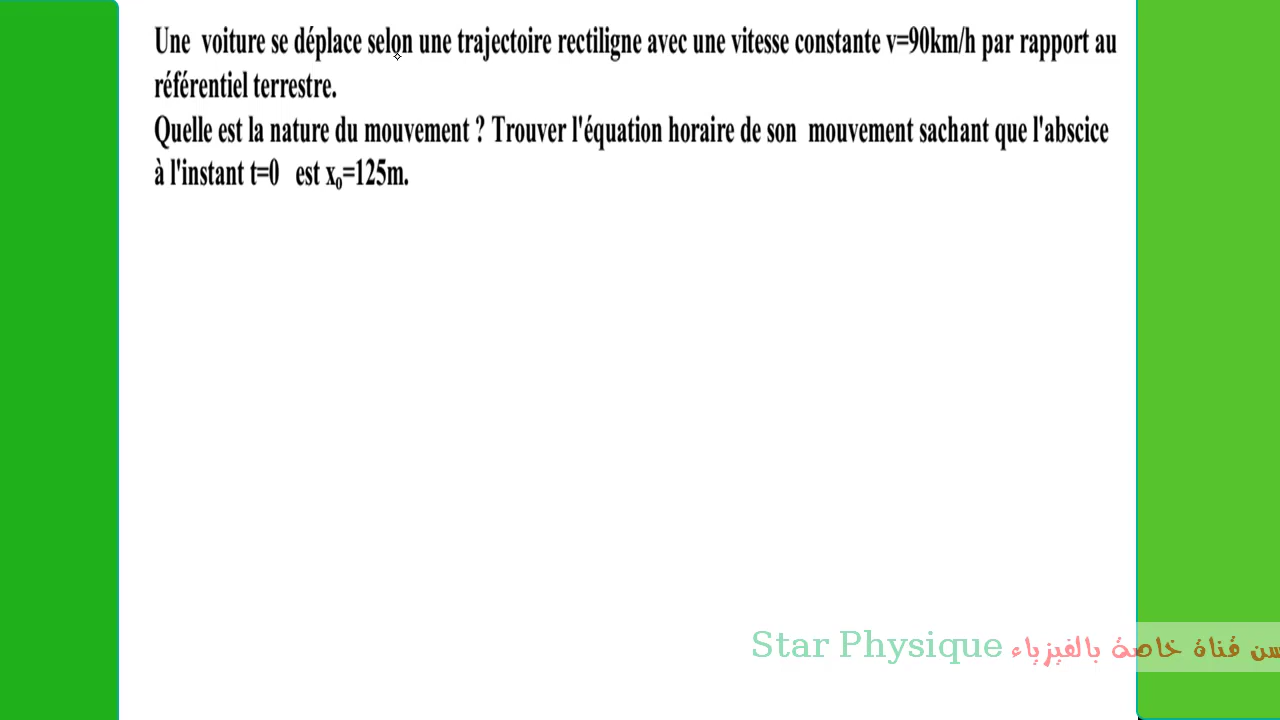 Une voiture se déplace selon une trajectoire rectiligne avec une vitesse constante v=90km/h par rapport au
référentiel terrestre.
Quelle est la nature du mouvement ? Trouver l'équation horaire de son mouvement sachant que l'abscice
à l'instant t=0 est x₀=125m.
Star Physique قناة خاصة بالفيزياء